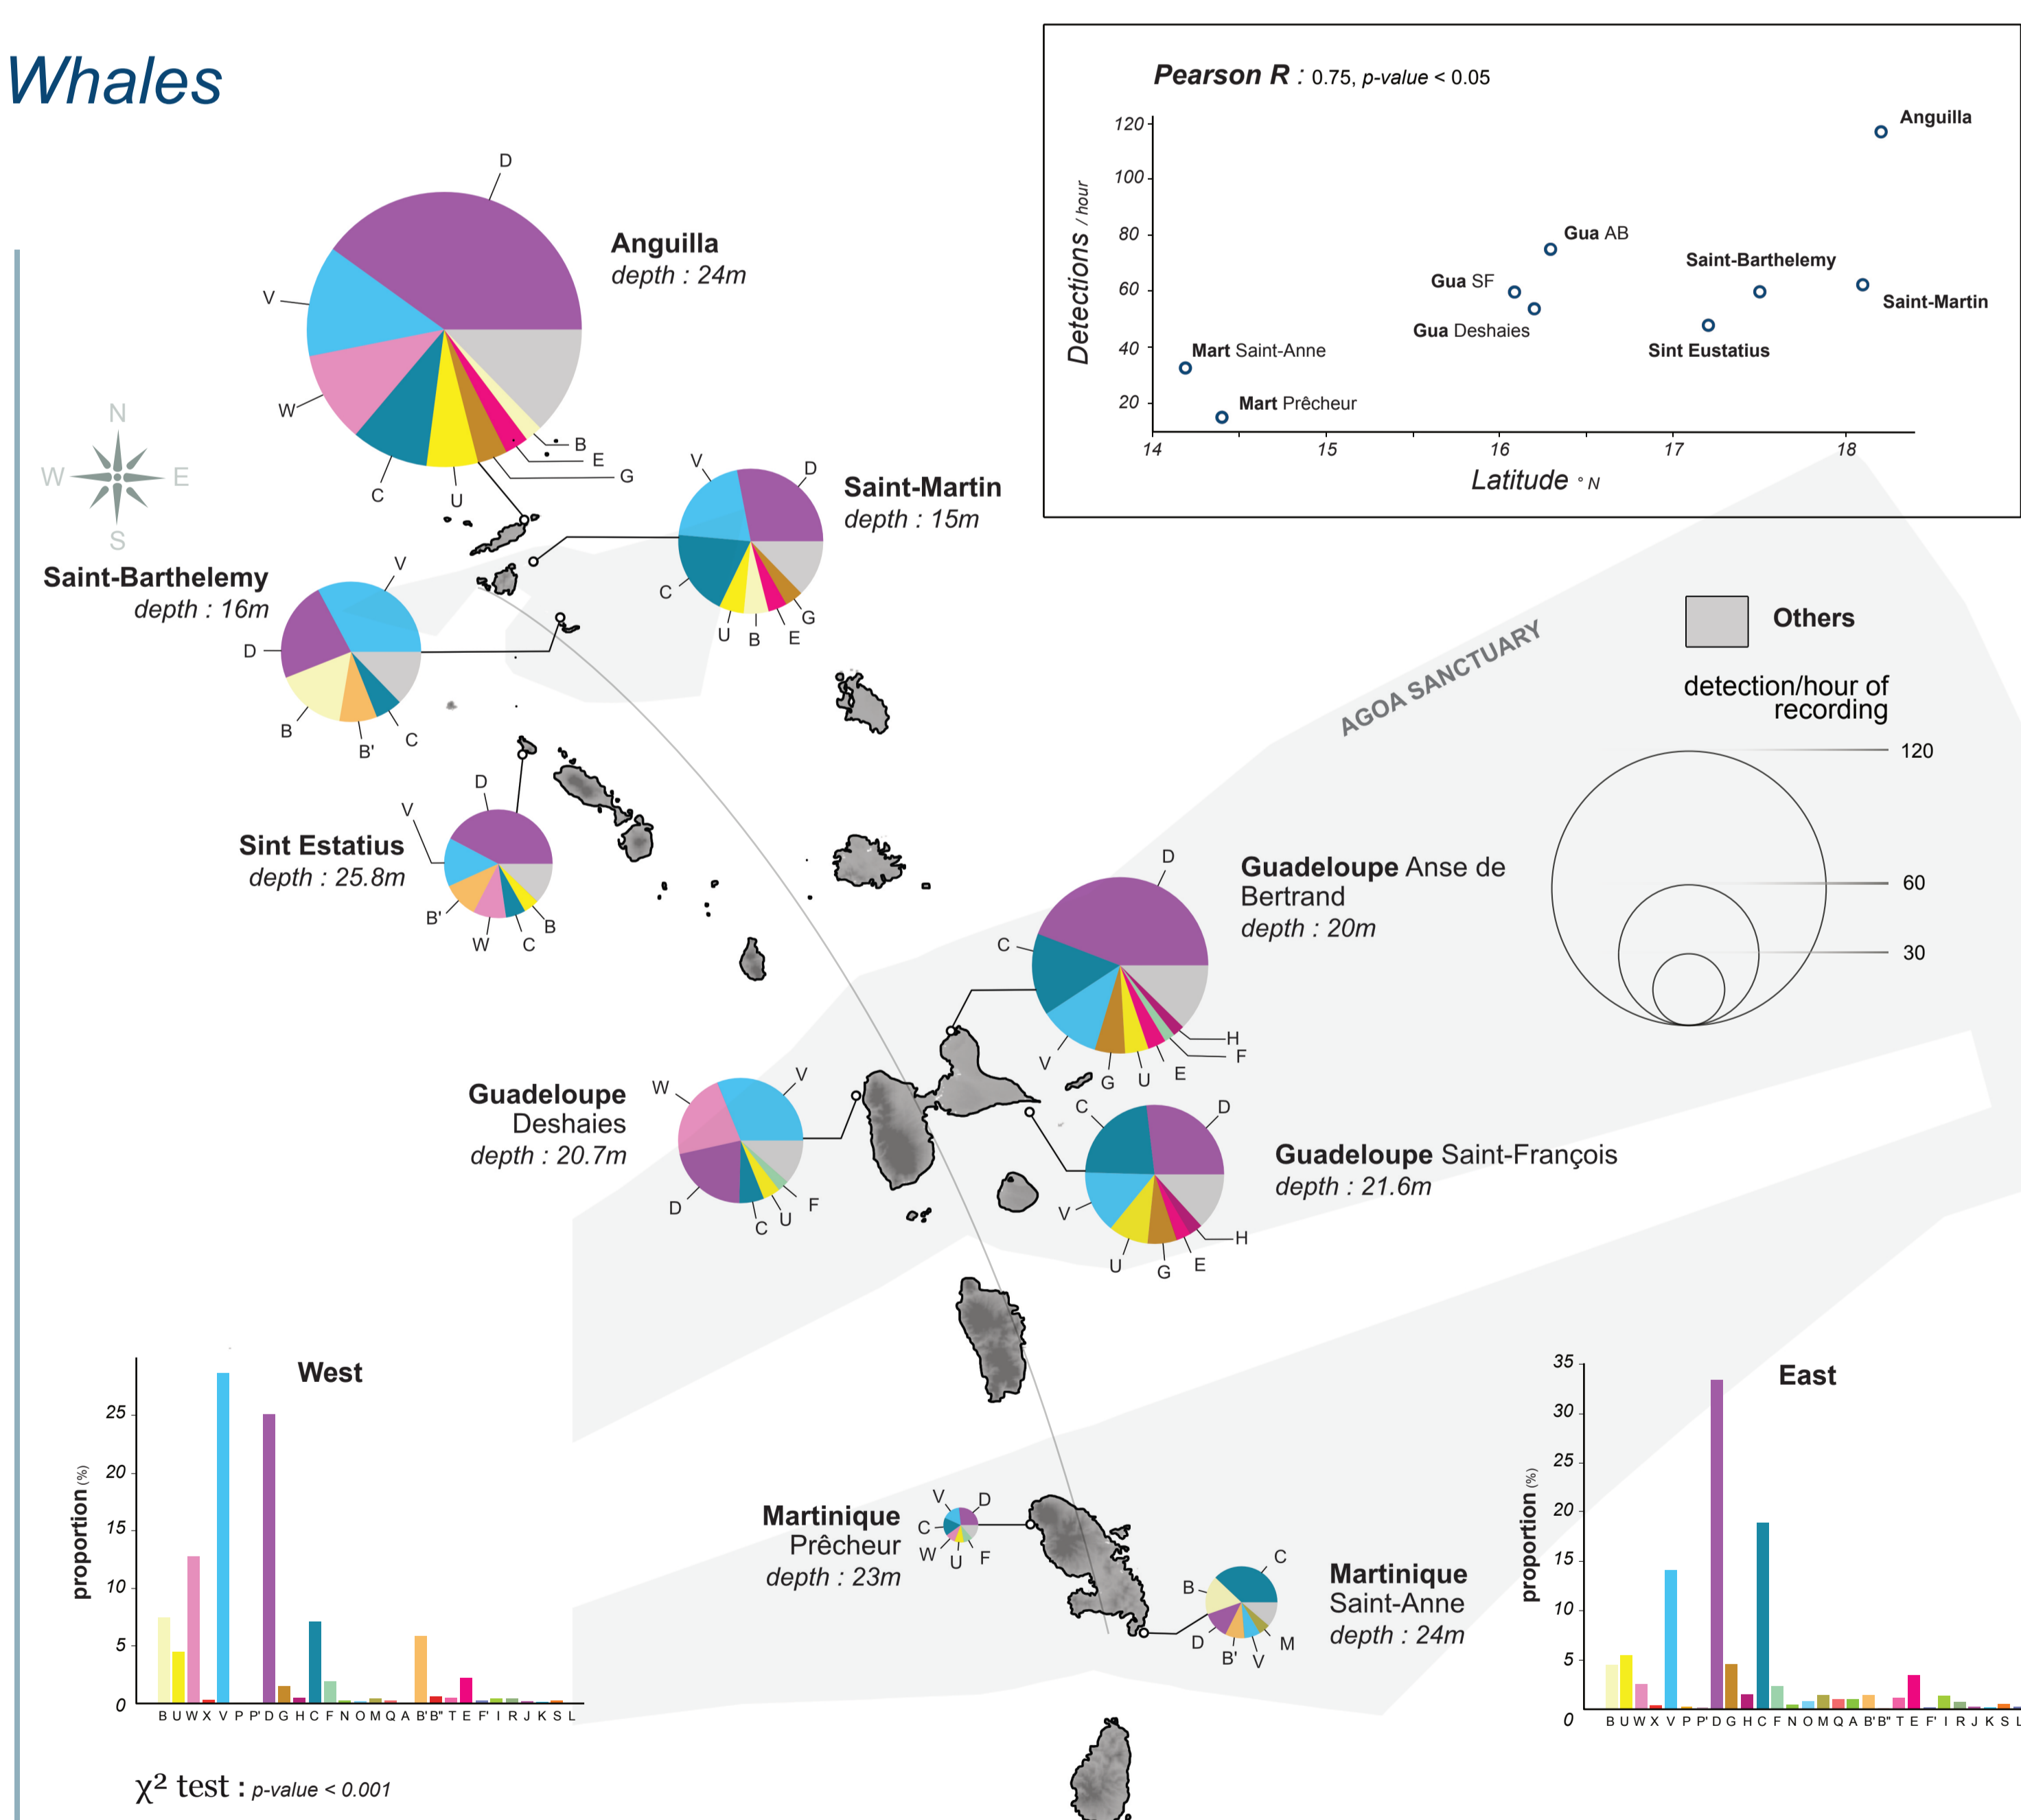 Whales
Pearson R : 0.75, p-value < 0.05
Detections / hour
120
100
80
60
40
20
14
15
16
17
18
Latitude ° N
Anguilla
Gua AB
Saint-Barthelemy
Gua SF
Saint-Martin
Gua Deshaies
Sint Eustatius
Mart Saint-Anne
Mart Prêcheur
N
W
E
S
Anguilla
depth : 24m
D
V
W
C
U
B
E
G
Saint-Martin
depth : 15m
V
D
C
U
B
E
G
Saint-Barthelemy
depth : 16m
V
D
B
B'
C
Sint Estatius
depth : 25.8m
D
V
B'
W
C
B
AGOA SANCTUARY
Others
detection/hour of
recording
120
60
30
Guadeloupe Anse de
Bertrand
depth : 20m
D
C
V
G
U
E
F
H
Guadeloupe
Deshaies
depth : 20.7m
W
V
D
C
U
F
Guadeloupe Saint-François
depth : 21.6m
C
D
V
U
G
E
H
Martinique
Prêcheur
depth : 23m
V
D
C
W
U
F
Martinique
Saint-Anne
depth : 24m
C
B
D
B'
V
M
West
proportion (%)
25
20
15
10
5
0
B U W X V P P' D G H C F N O M Q A B' B" T E F' I R J K S L
χ² test : p-value < 0.001
East
proportion (%)
35
30
25
20
15
10
5
0
B U W X V P P' D G H C F N O M Q A B' B" T E F' I R J K S L